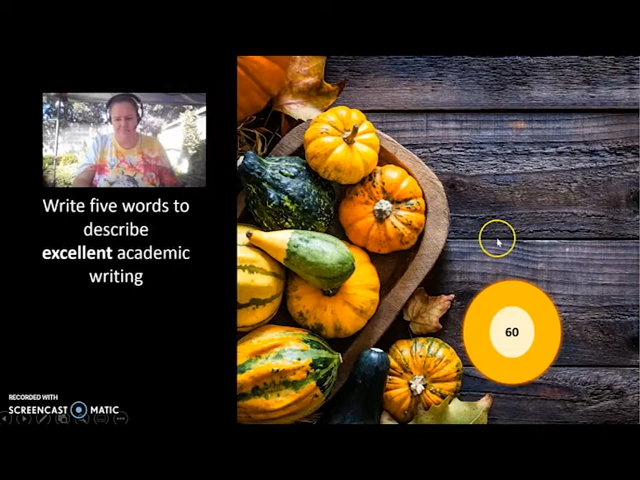 Write five words to
describe
excellent academic
writing
60
RECORDED WITH
SCREENCAST MATIC